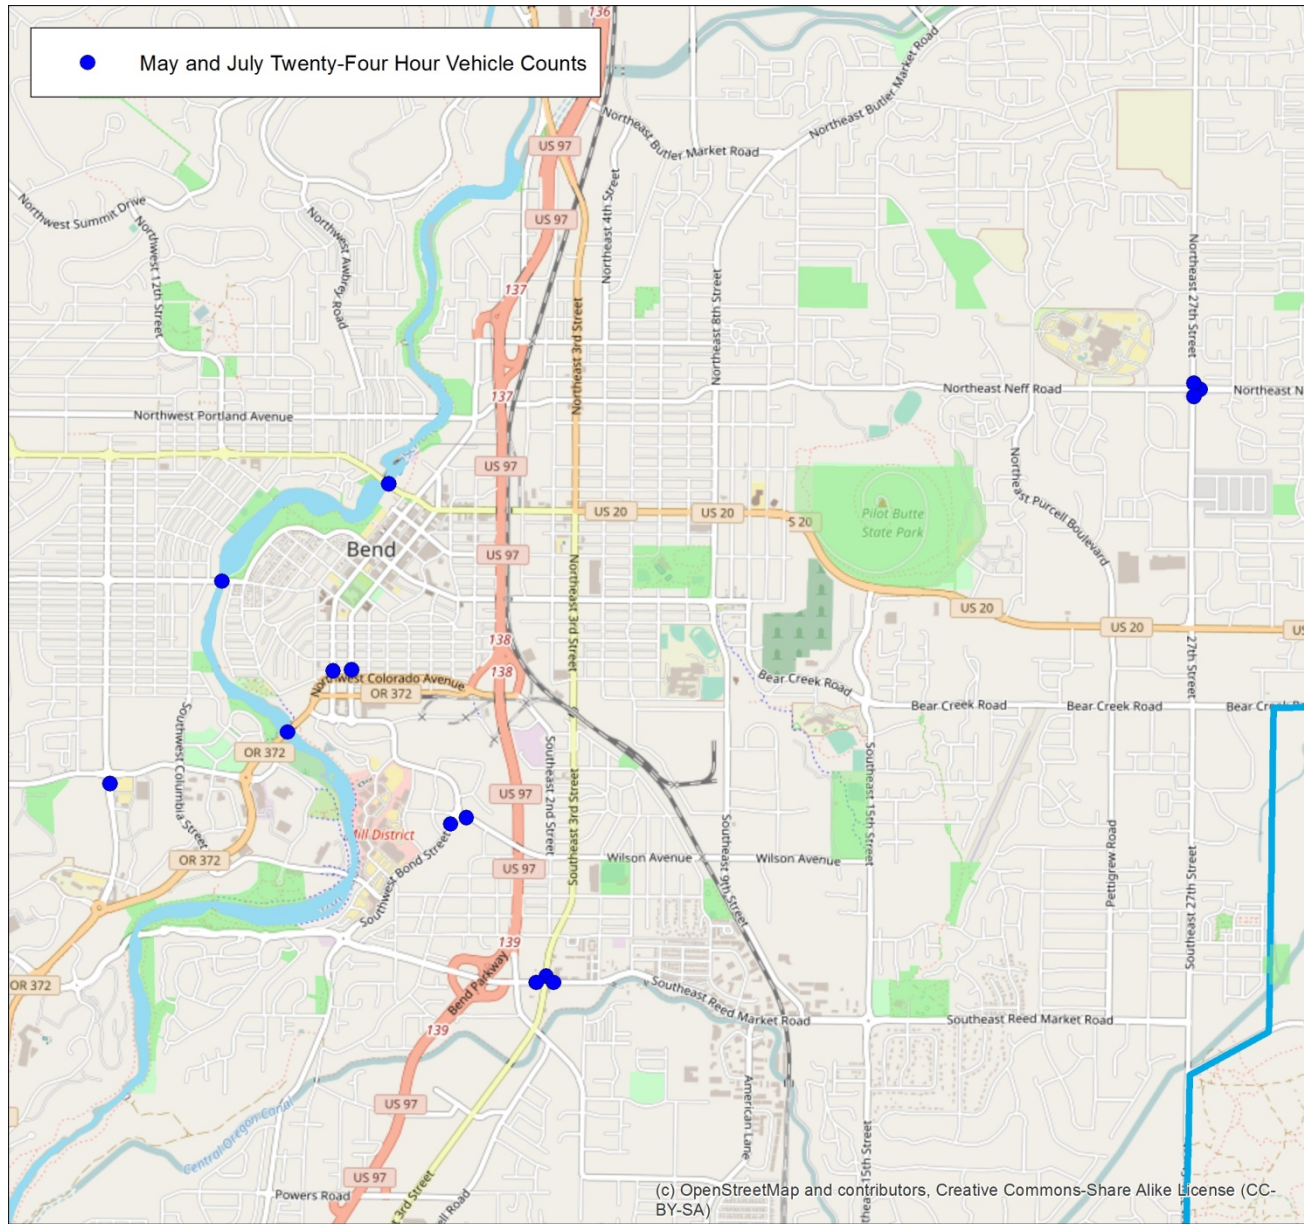 136
May and July Twenty-Four Hour Vehicle Counts
Northeast Butler Market Road
Northeast Butler Market Road
US 97
Northwest Summit Drive
Northwest 12th Street
Northwest Awbrey Road
US 97
Northeast 4th Street
Northeast 27th Street
137
Northeast 3rd Street
Northeast 8th Street
137
Northeast Neff Road
Northeast N
Northwest Portland Avenue
US 97
Northeast Purcell Boulevard
US 20
US 20
S 20
Pilot Butte
State Park
Bend
US 97
Northeast 3rd Street
US 20
US 20
US
138
138
27th Street
Northwest Colorado Avenue
OR 372
Bear Creek Road
Bear Creek Road
Bear Creek Road
OR 372
Southwest Columbia Street
Southeast 2nd Street
Southeast 15th Street
US 97
Southeast 3rd Street
Mill District
OR 372
Southwest Bond Street
US 97
Wilson Avenue
Wilson Avenue
Southeast 9th Street
Pettigrew Road
Southeast 27th Street
139
Bend Parkway
OR 372
139
Southeast Reed Market Road
Southeast Reed Market Road
US 97
Central Oregon Canal
American Lane
US 97
Powers Road
3rd Street
ell Road
15th Street
(c) OpenStreetMap and contributors, Creative Commons-Share Alike License (CC-
BY-SA)